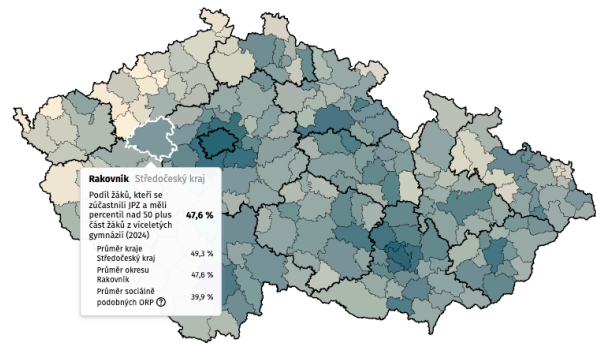 Rakovník Středočeský kraj
Podíl žáků, kteří se
zúčastnili JPZ a měli
percentil nad 50 plus 47,6 %
část žáků z víceletých
gymnázií (2024)
Průměr kraje
Středočeský kraj 49,3 %
Průměr okresu
Rakovník 47,6 %
Průměr sociálně
podobných ORP ? 39,9 %